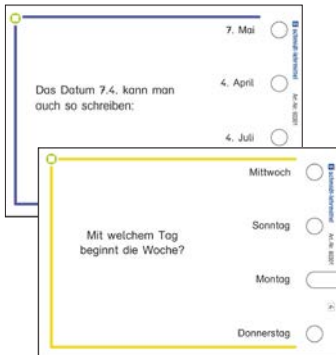 7. Mai
Das Datum 7.4. kann man
auch so schreiben:
4. April
4. Juli
Mittwoch
Sonntag
Mit welchem Tag
beginnt die Woche?
Montag
Donnerstag